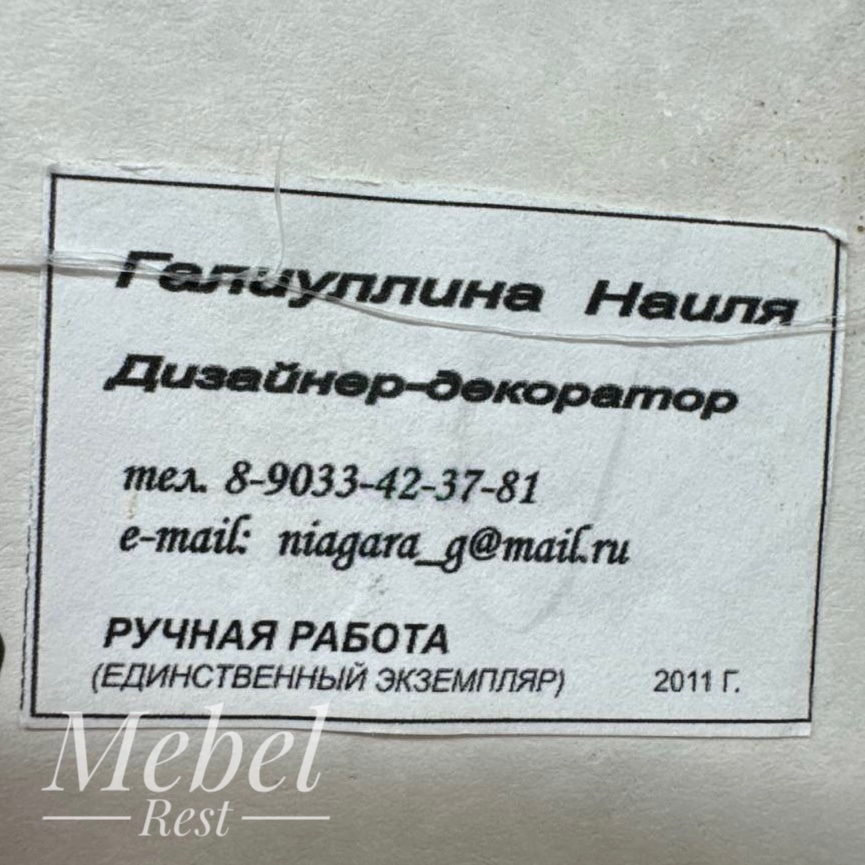 Галиуллина Наиля
Дизайнер-декоратор
тел. 8-9033-42-37-81
e-mail: niagara_g@mail.ru
РУЧНАЯ РАБОТА
(ЕДИНСТВЕННЫЙ ЭКЗЕМПЛЯР) 2011 Г.
Mebel
Rest